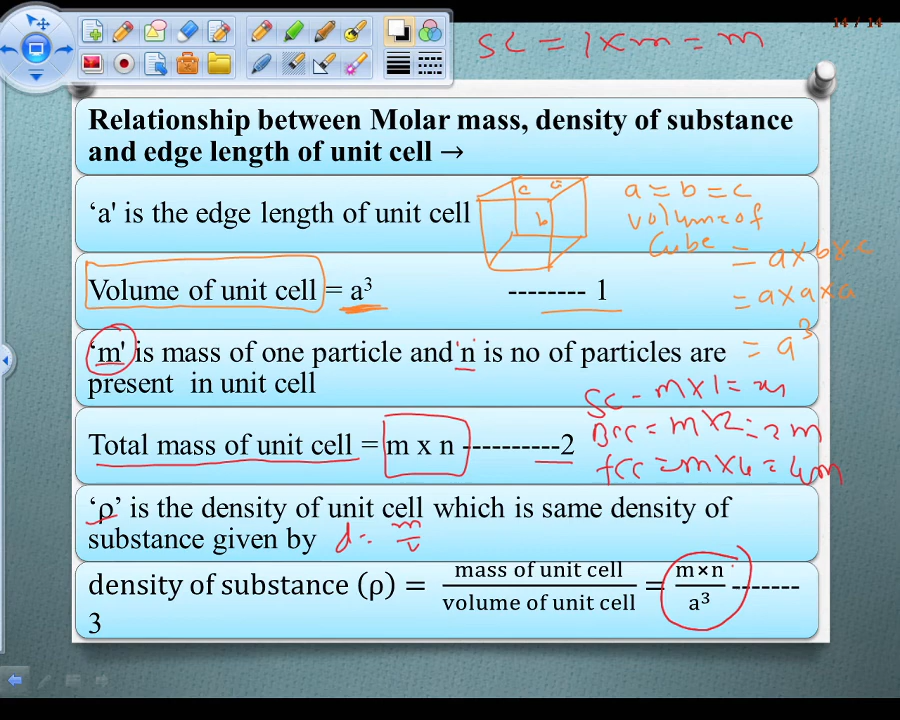 14 / 14
SC = 1 x m = m
Relationship between Molar mass, density of substance
and edge length of unit cell →
‘a' is the edge length of unit cell
c a
b
a = b = c
volume of
Cube
= a x b x c
= a x a x a
= a³
Volume of unit cell = a³ -------- 1
‘m' is mass of one particle and 'n' is no of particles are
present in unit cell
SC - m x 1 = m
Total mass of unit cell = m x n ----------2
BCC = m x 2 = 2m
fCC = m x 4 = 4m
‘ρ’ is the density of unit cell which is same density of
substance given by d = m/v
density of substance (ρ) = mass of unit cell / volume of unit cell = m×n / a³ -------
3